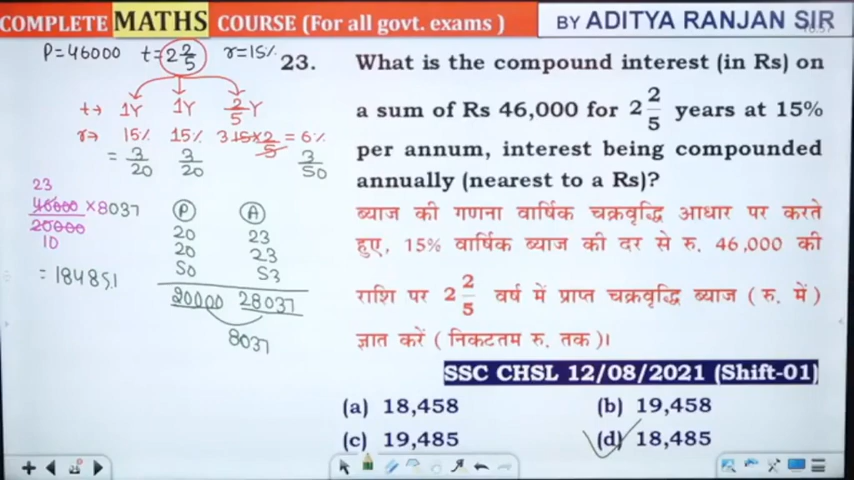 COMPLETE MATHS COURSE (For all govt. exams) BY ADITYA RANJAN SIR
P=46000 t=2 2/5 r=15%
t→ 1Y 1Y 2/5 Y
r→ 15% 15% 3 15×2/5 = 6%
= 3/20 3/20 3/50
23
46000/20000 × 8037
10
= 18485.1
P A
20 23
20 23
50 53
20000 28037
8037
23. What is the compound interest (in Rs) on
a sum of Rs 46,000 for 2 2/5 years at 15%
per annum, interest being compounded
annually (nearest to a Rs)?
ब्याज की गणना वार्षिक चक्रवृद्धि आधार पर करते
हुए, 15% वार्षिक ब्याज की दर से रु. 46,000 की
राशि पर 2 2/5 वर्ष में प्राप्त चक्रवृद्धि ब्याज ( रु. में )
ज्ञात करें ( निकटतम रु. तक )।
SSC CHSL 12/08/2021 (Shift-01)
(a) 18,458 (b) 19,458
(c) 19,485 (d) 18,485